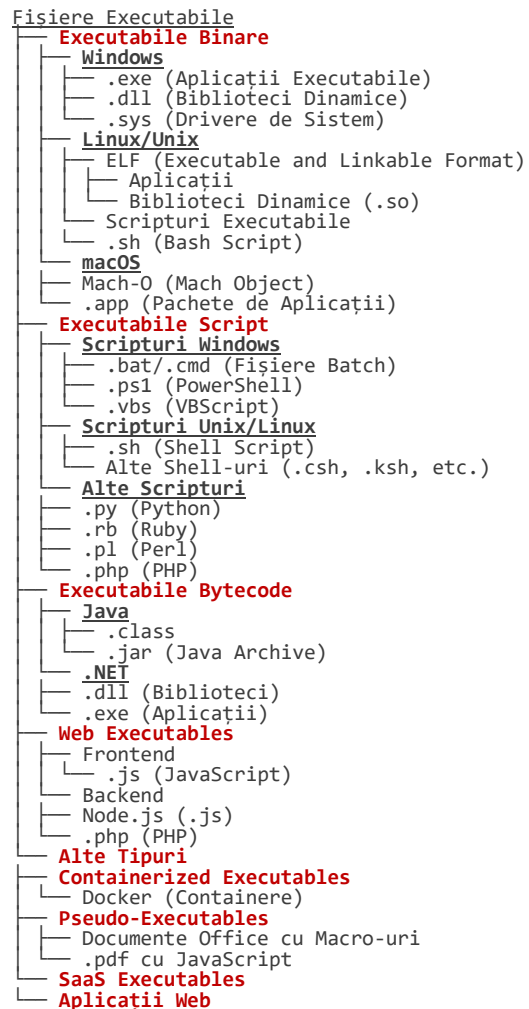 Fișiere Executabile
├── Executabile Binare
│   ├── Windows
│   │   ├── .exe (Aplicații Executabile)
│   │   ├── .dll (Biblioteci Dinamice)
│   │   └── .sys (Drivere de Sistem)
│   ├── Linux/Unix
│   │   ├── ELF (Executable and Linkable Format)
│   │   │   ├── Aplicații
│   │   │   └── Biblioteci Dinamice (.so)
│   │   └── Scripturi Executabile
│   │   └── .sh (Bash Script)
│   └── macOS
│   ├── Mach-O (Mach Object)
│   └── .app (Pachete de Aplicații)
├── Executabile Script
│   ├── Scripturi Windows
│   │   ├── .bat/.cmd (Fișiere Batch)
│   │   ├── .ps1 (PowerShell)
│   │   └── .vbs (VBScript)
│   ├── Scripturi Unix/Linux
│   │   ├── .sh (Shell Script)
│   │   └── Alte Shell-uri (.csh, .ksh, etc.)
│   └── Alte Scripturi
│   ├── .py (Python)
│   ├── .rb (Ruby)
│   ├── .pl (Perl)
│   └── .php (PHP)
├── Executabile Bytecode
│   ├── Java
│   │   ├── .class
│   │   └── .jar (Java Archive)
│   └── .NET
│   ├── .dll (Biblioteci)
│   └── .exe (Aplicații)
├── Web Executables
│   ├── Frontend
│   │   └── .js (JavaScript)
│   └── Backend
│   ├── Node.js (.js)
│   └── .php (PHP)
└── Alte Tipuri
├── Containerized Executables
│   └── Docker (Containere)
├── Pseudo-Executables
│   ├── Documente Office cu Macro-uri
│   └── .pdf cu JavaScript
└── SaaS Executables
└── Aplicații Web